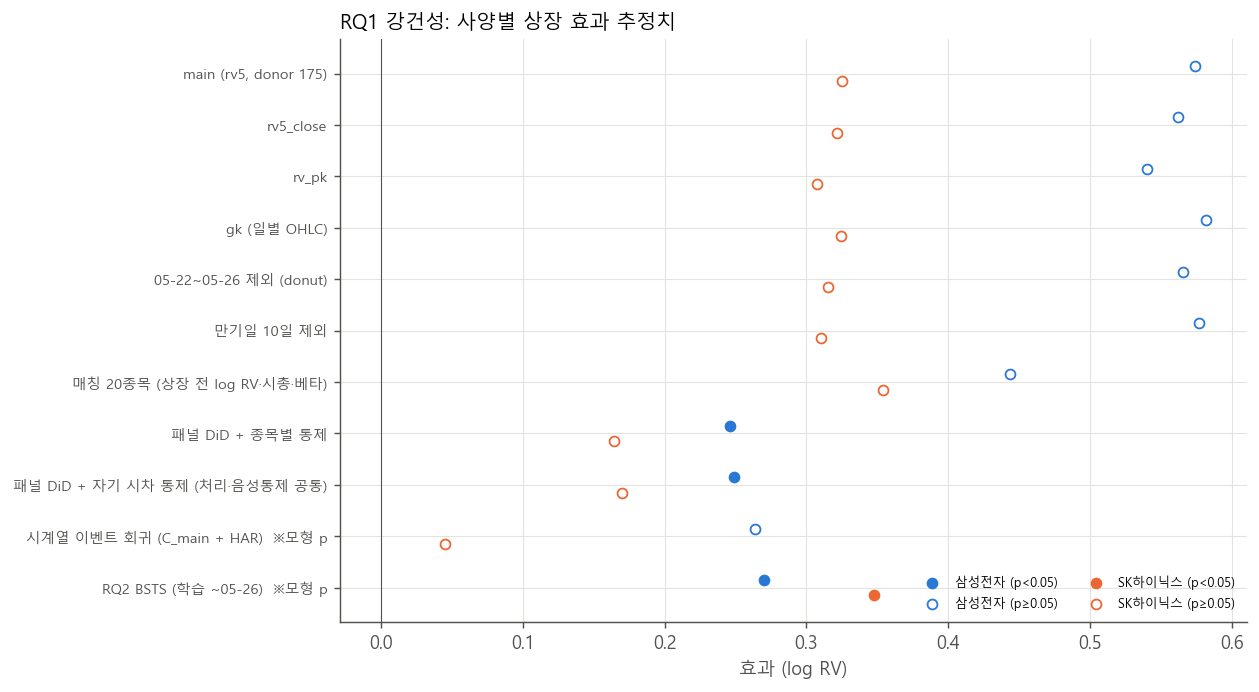 RQ1 강건성: 사양별 상장 효과 추정치
main (rv5, donor 175)
rv5_close
rv_pk
gk (일별 OHLC)
05-22~05-26 제외 (donut)
만기일 10일 제외
매칭 20종목 (상장 전 log RV·시총·베타)
패널 DiD + 종목별 통제
패널 DiD + 자기 시차 통제 (처리·음성통제 공통)
시계열 이벤트 회귀 (C_main + HAR)  ※모형 p
RQ2 BSTS (학습 ~05-26)  ※모형 p
삼성전자 (p<0.05)
SK하이닉스 (p<0.05)
삼성전자 (p≥0.05)
SK하이닉스 (p≥0.05)
0.0 0.1 0.2 0.3 0.4 0.5 0.6
효과 (log RV)